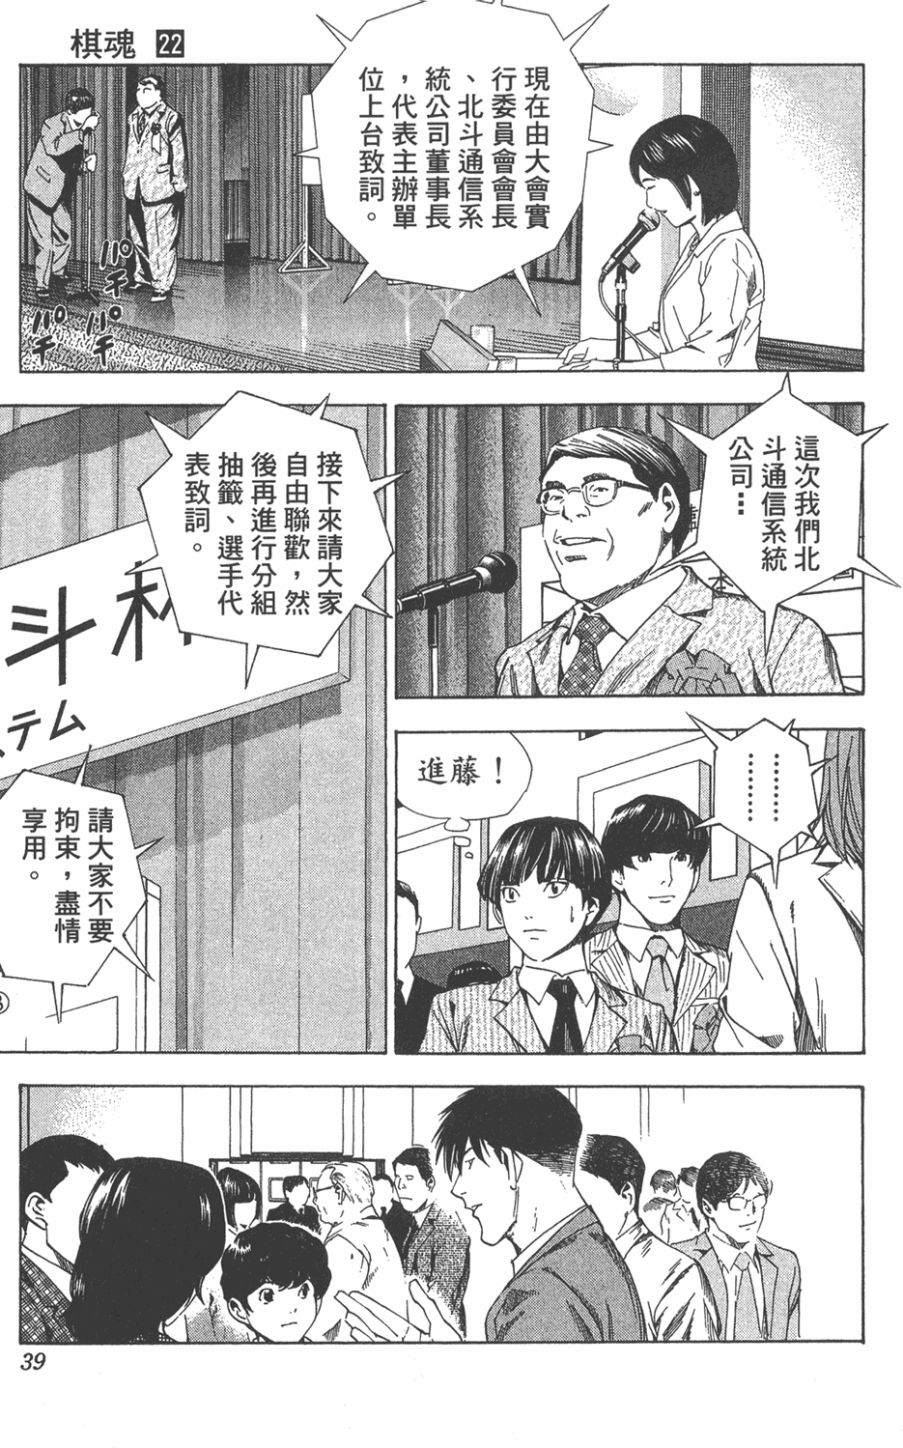 棋魂 22
現在由大會實
行委員會會長
、北斗通信系
統公司董事長
，代表主辦單
位上台致詞。
パチ
パチ
パチ
這次我們北
斗通信系統
公司…
本
接下來請大家
自由聯歡，然
後再進行分組
抽籤、選手代
表致詞。
斗杯
ステム
…………
…………
進藤！
請大家不要
拘束，盡情
享用。
39